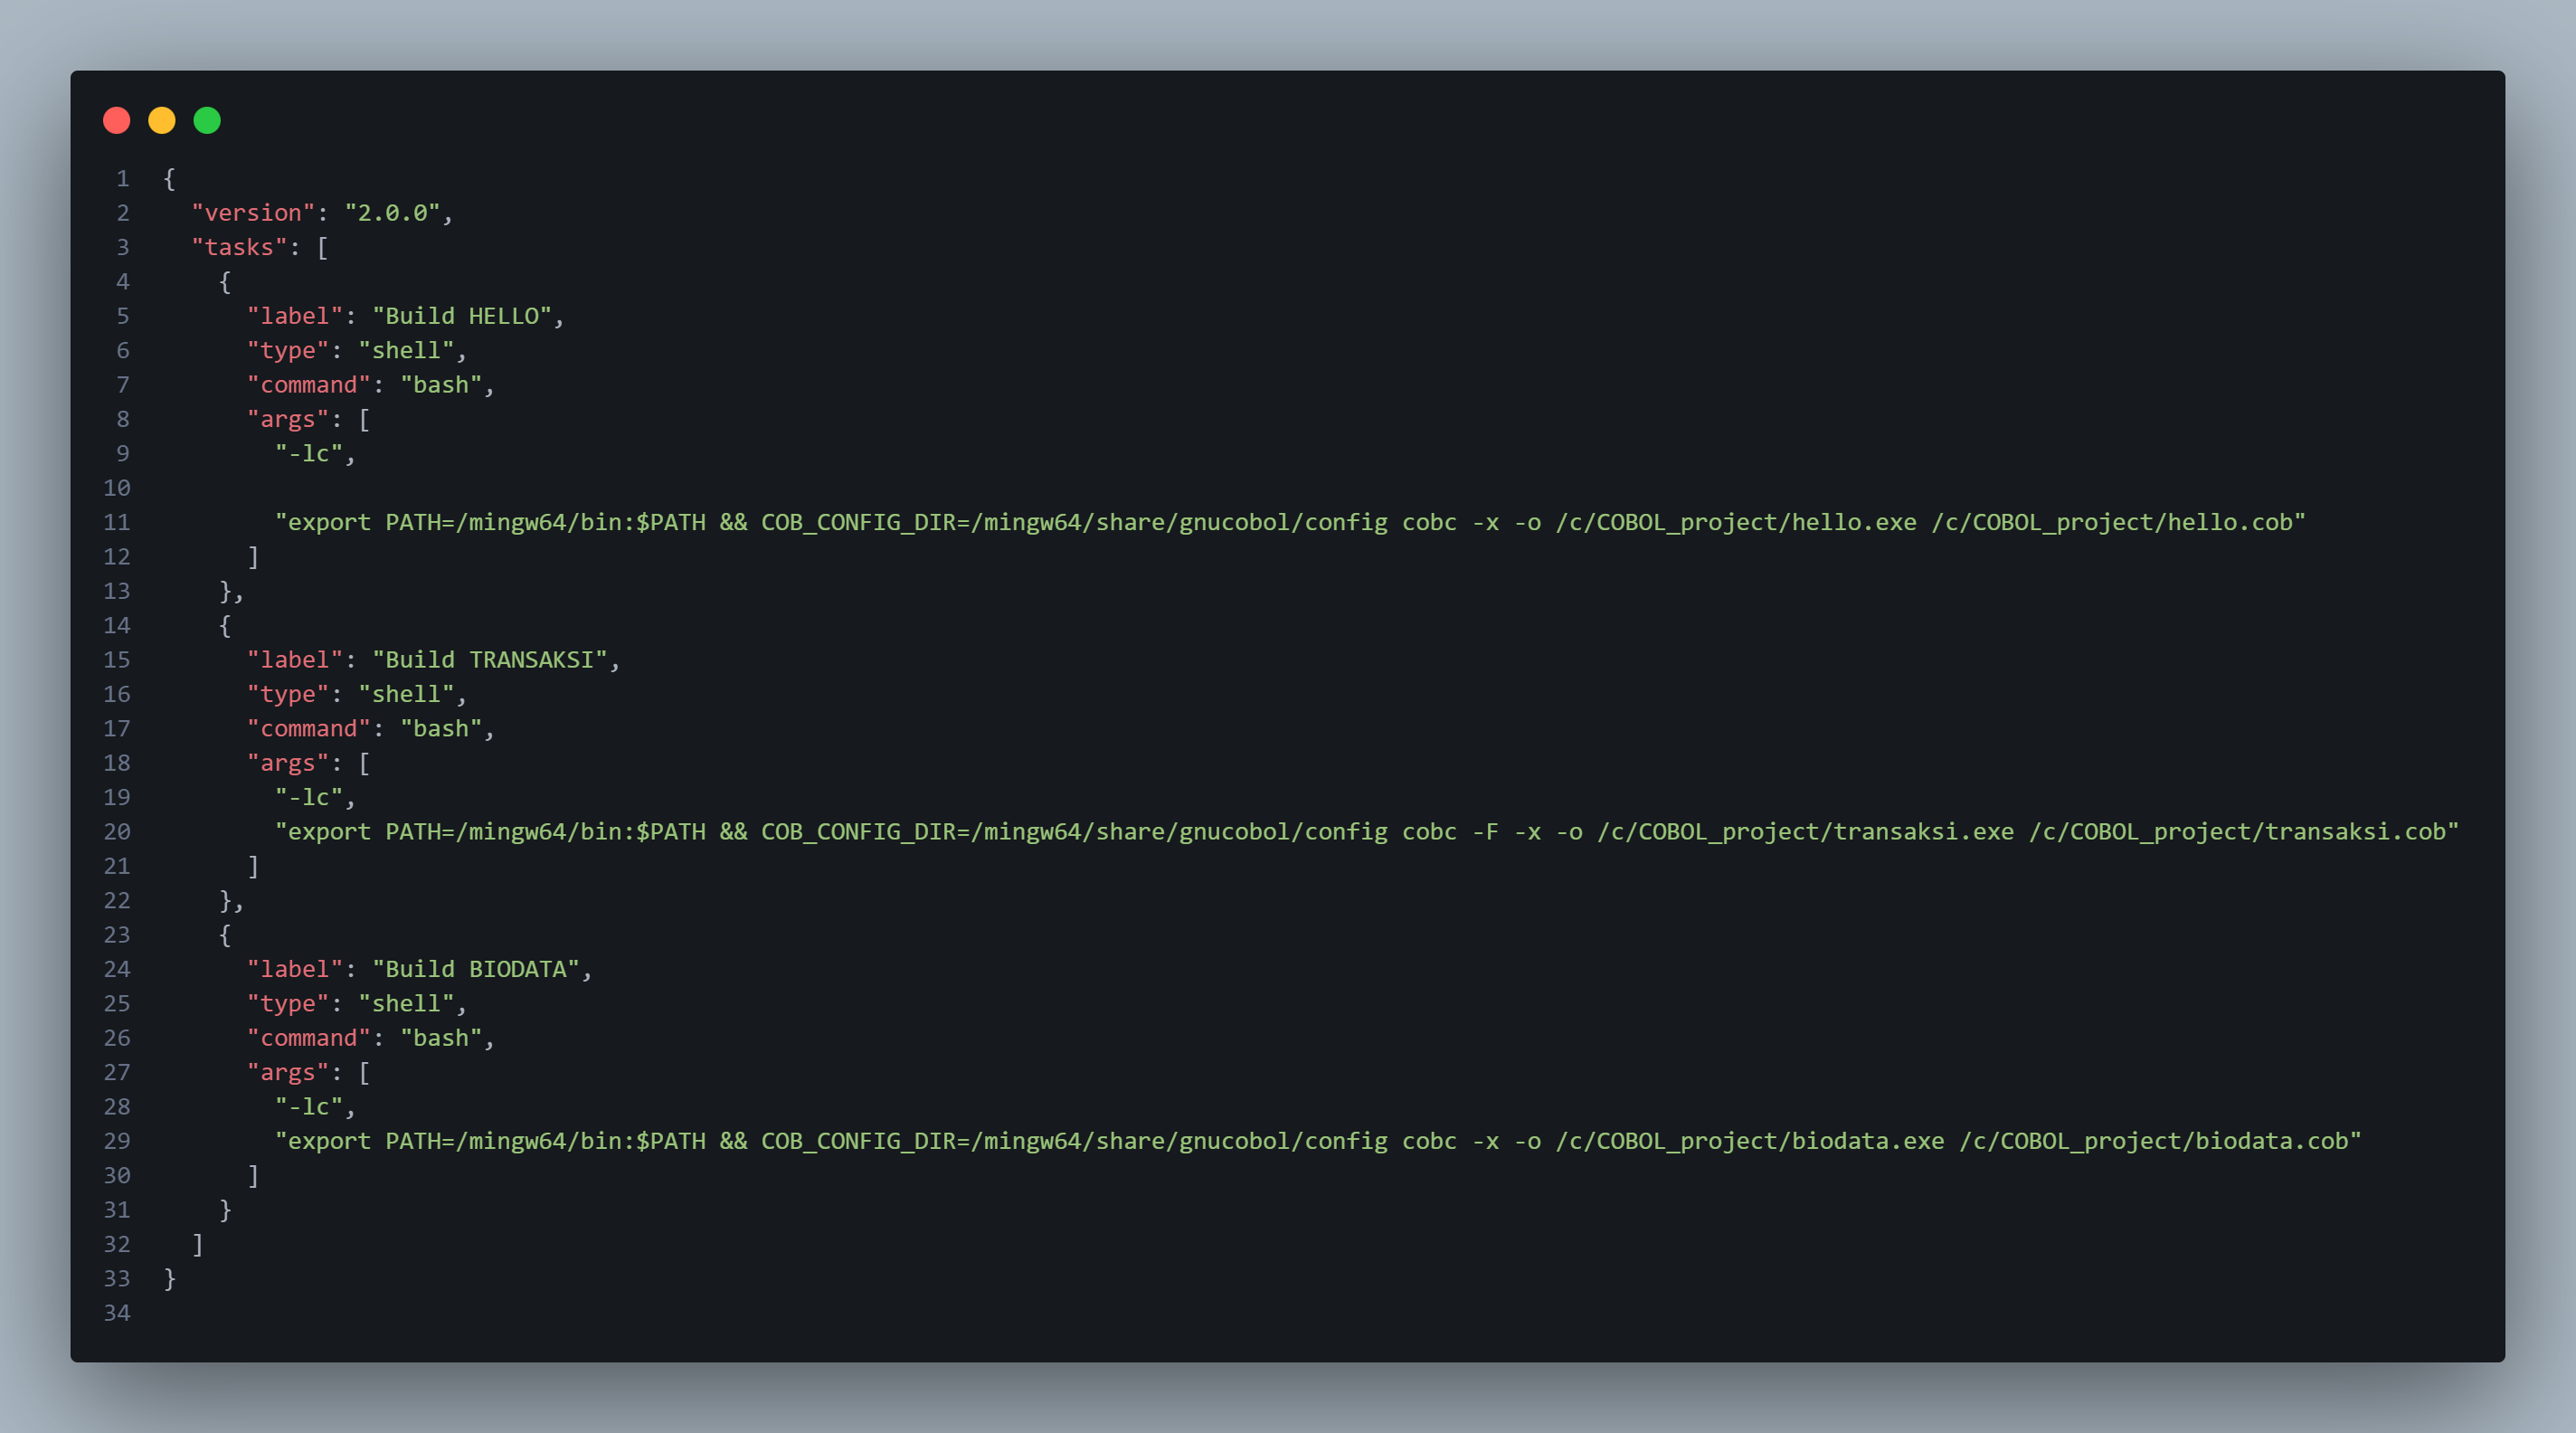 1 {
2   "version": "2.0.0",
3   "tasks": [
4     {
5       "label": "Build HELLO",
6       "type": "shell",
7       "command": "bash",
8       "args": [
9         "-lc",
10
11         "export PATH=/mingw64/bin:$PATH && COB_CONFIG_DIR=/mingw64/share/gnucobol/config cobc -x -o /c/COBOL_project/hello.exe /c/COBOL_project/hello.cob"
12       ]
13     },
14     {
15       "label": "Build TRANSAKSI",
16       "type": "shell",
17       "command": "bash",
18       "args": [
19         "-lc",
20         "export PATH=/mingw64/bin:$PATH && COB_CONFIG_DIR=/mingw64/share/gnucobol/config cobc -F -x -o /c/COBOL_project/transaksi.exe /c/COBOL_project/transaksi.cob"
21       ]
22     },
23     {
24       "label": "Build BIODATA",
25       "type": "shell",
26       "command": "bash",
27       "args": [
28         "-lc",
29         "export PATH=/mingw64/bin:$PATH && COB_CONFIG_DIR=/mingw64/share/gnucobol/config cobc -x -o /c/COBOL_project/biodata.exe /c/COBOL_project/biodata.cob"
30       ]
31     }
32   ]
33 }
34